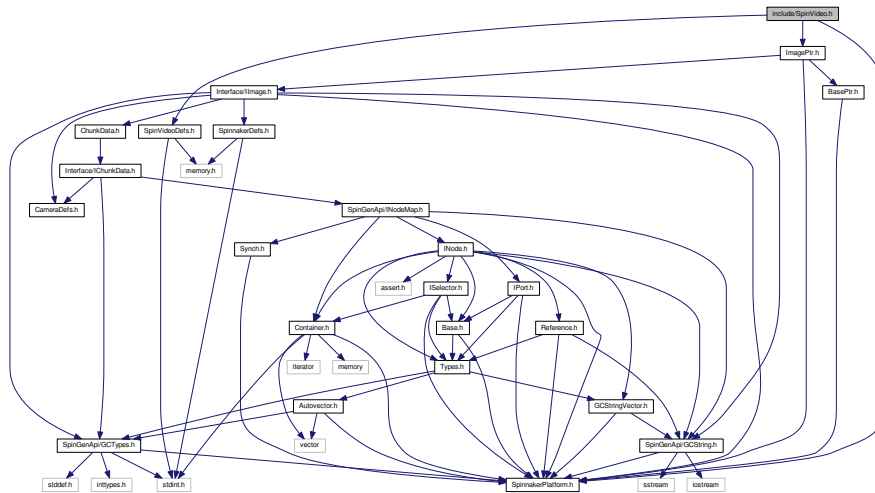 include/SpinVideo.h
ImagePtr.h
Interface/IImage.h
BasePtr.h
ChunkData.h
SpinVideoDefs.h
SpinnakerDefs.h
Interface/IChunkData.h
memory.h
CameraDefs.h
SpinGenApi/INodeMap.h
Synch.h
INode.h
assert.h
ISelector.h
IPort.h
Container.h
Base.h
Reference.h
iterator
memory
Types.h
Autovector.h
GCStringVector.h
SpinGenApi/GCTypes.h
vector
SpinGenApi/GCString.h
stddef.h
inttypes.h
stdint.h
SpinnakerPlatform.h
sstream
iostream